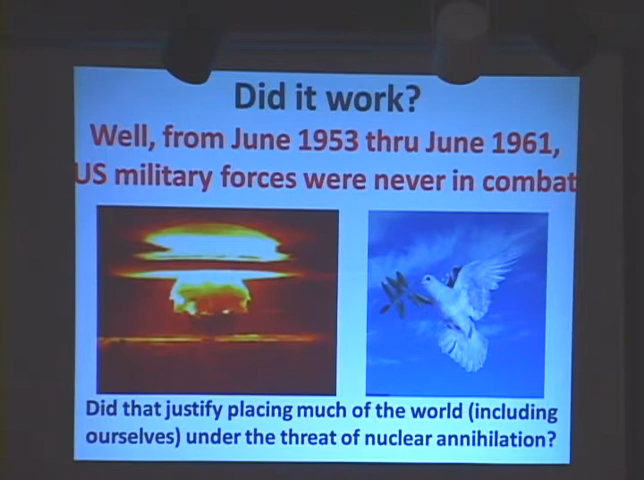 Did it work?
Well, from June 1953 thru June 1961,
US military forces were never in combat
Did that justify placing much of the world (including
ourselves) under the threat of nuclear annihilation?